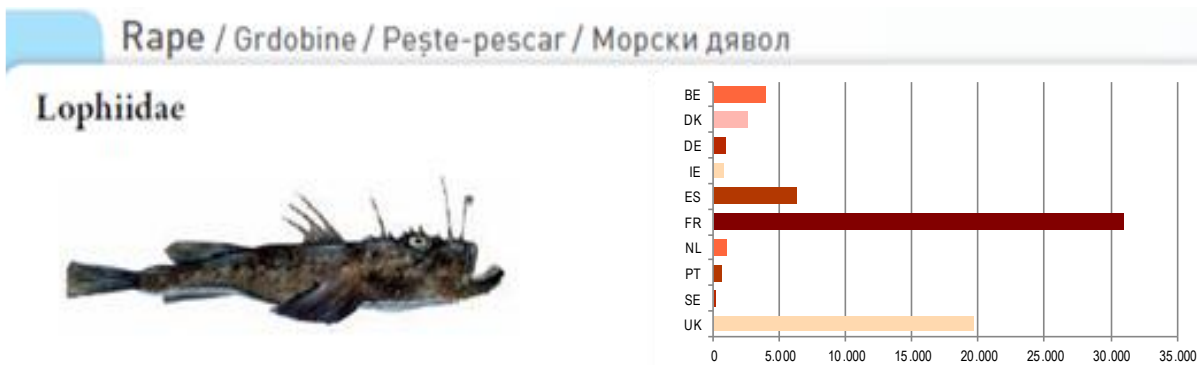 Rape / Grdobine / Pește-pescar / Морски дявол
Lophiidae
BE
DK
DE
IE
ES
FR
NL
PT
SE
UK
0 5.000 10.000 15.000 20.000 25.000 30.000 35.000